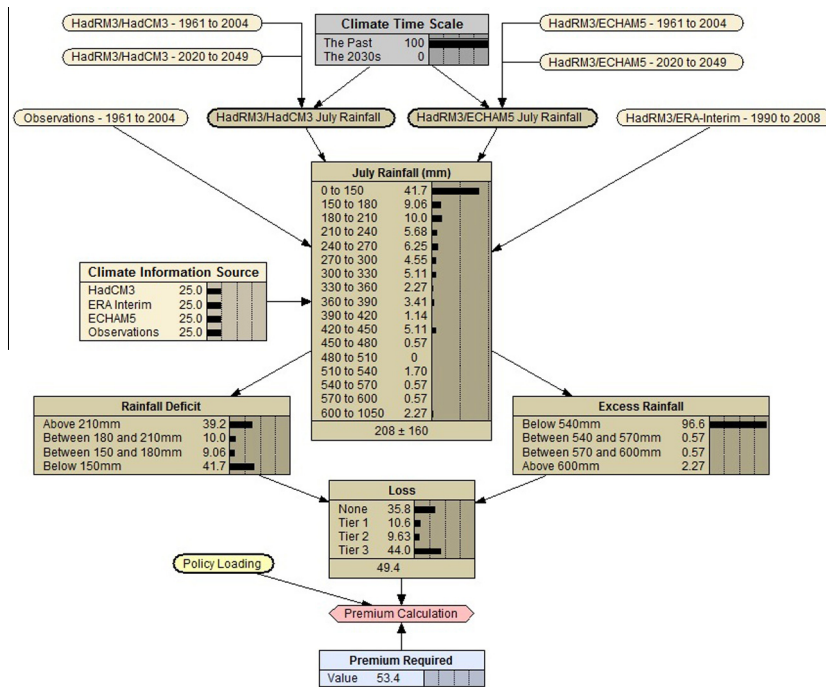 HadRM3/HadCM3 - 1961 to 2004
Climate Time Scale
The Past 100
The 2030s 0
HadRM3/ECHAM5 - 1961 to 2004
HadRM3/HadCM3 - 2020 to 2049
HadRM3/ECHAM5 - 2020 to 2049
Observations - 1961 to 2004
HadRM3/HadCM3 July Rainfall
HadRM3/ECHAM5 July Rainfall
HadRM3/ERA-Interim - 1990 to 2008
July Rainfall (mm)
0 to 150 41.7
150 to 180 9.06
180 to 210 10.0
210 to 240 5.68
240 to 270 6.25
270 to 300 4.55
300 to 330 5.11
330 to 360 2.27
360 to 390 3.41
390 to 420 1.14
420 to 450 5.11
450 to 480 0.57
480 to 510 0
510 to 540 1.70
540 to 570 0.57
570 to 600 0.57
600 to 1050 2.27
208 ± 160
Climate Information Source
HadCM3 25.0
ERA Interim 25.0
ECHAM5 25.0
Observations 25.0
Rainfall Deficit
Above 210mm 39.2
Between 180 and 210mm 10.0
Between 150 and 180mm 9.06
Below 150mm 41.7
Excess Rainfall
Below 540mm 96.6
Between 540 and 570mm 0.57
Between 570 and 600mm 0.57
Above 600mm 2.27
Loss
None 35.8
Tier 1 10.6
Tier 2 9.63
Tier 3 44.0
49.4
Policy Loading
Premium Calculation
Premium Required
Value 53.4